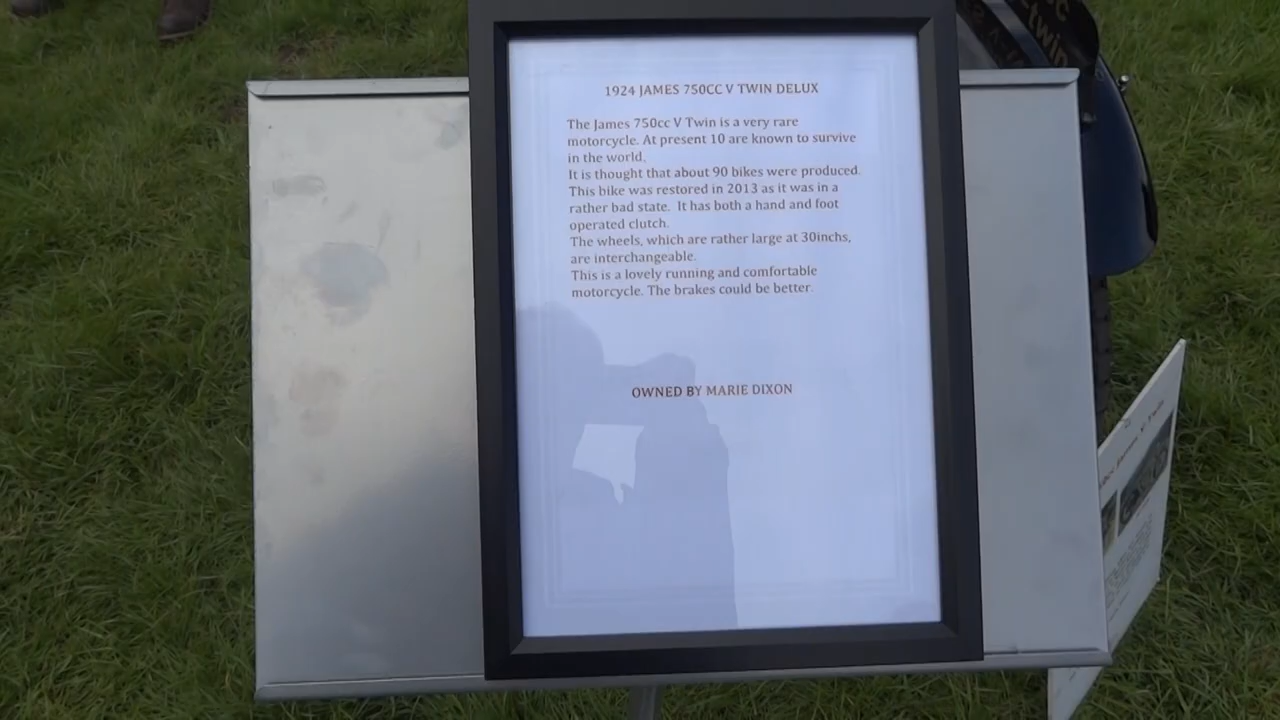 1924 JAMES 750CC V TWIN DELUX
The James 750cc V Twin is a very rare
motorcycle. At present 10 are known to survive
in the world.
It is thought that about 90 bikes were produced.
This bike was restored in 2013 as it was in a
rather bad state. It has both a hand and foot
operated clutch.
The wheels, which are rather large at 30inchs,
are interchangeable.
This is a lovely running and comfortable
motorcycle. The brakes could be better.
OWNED BY MARIE DIXON
-twin
V Twin